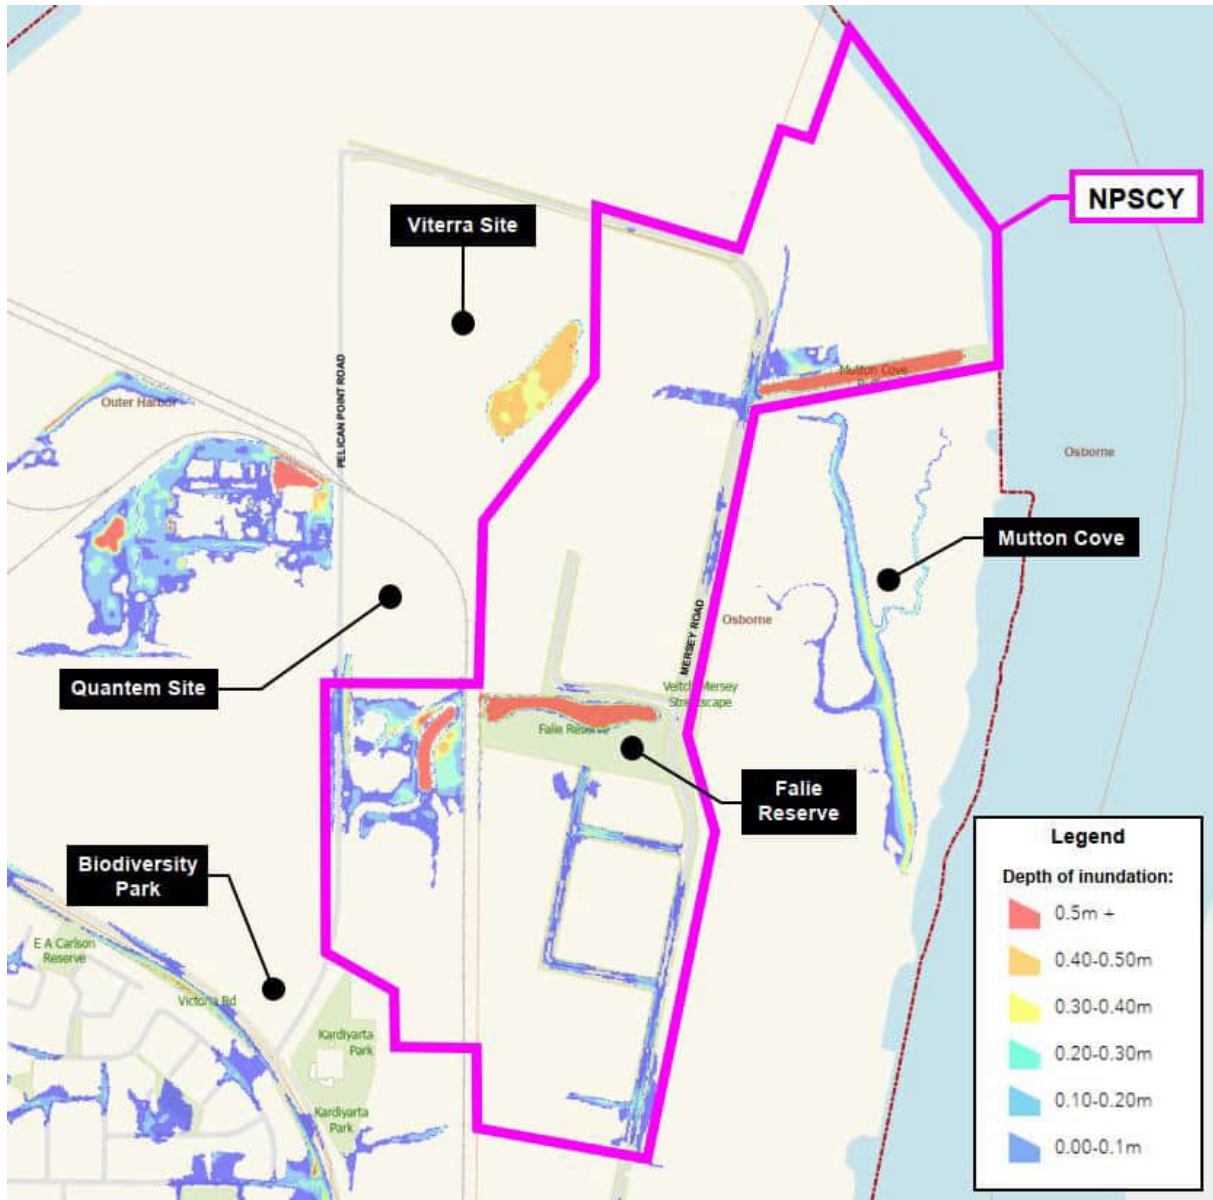 NPSCY
Viterra Site
PELICAN POINT ROAD
Outer Harbor
Mutton Cove
Osborne
Mutton Cove
Quantem Site
MERSEY ROAD
Osborne
Veitch Mersey
Streetscape
Falie Reserve
Falie
Reserve
Biodiversity
Park
E A Carlson
Reserve
Victoria Rd
Kardiyarta
Park
Kardiyarta
Park
Legend
Depth of inundation:
0.5m +
0.40-0.50m
0.30-0.40m
0.20-0.30m
0.10-0.20m
0.00-0.1m